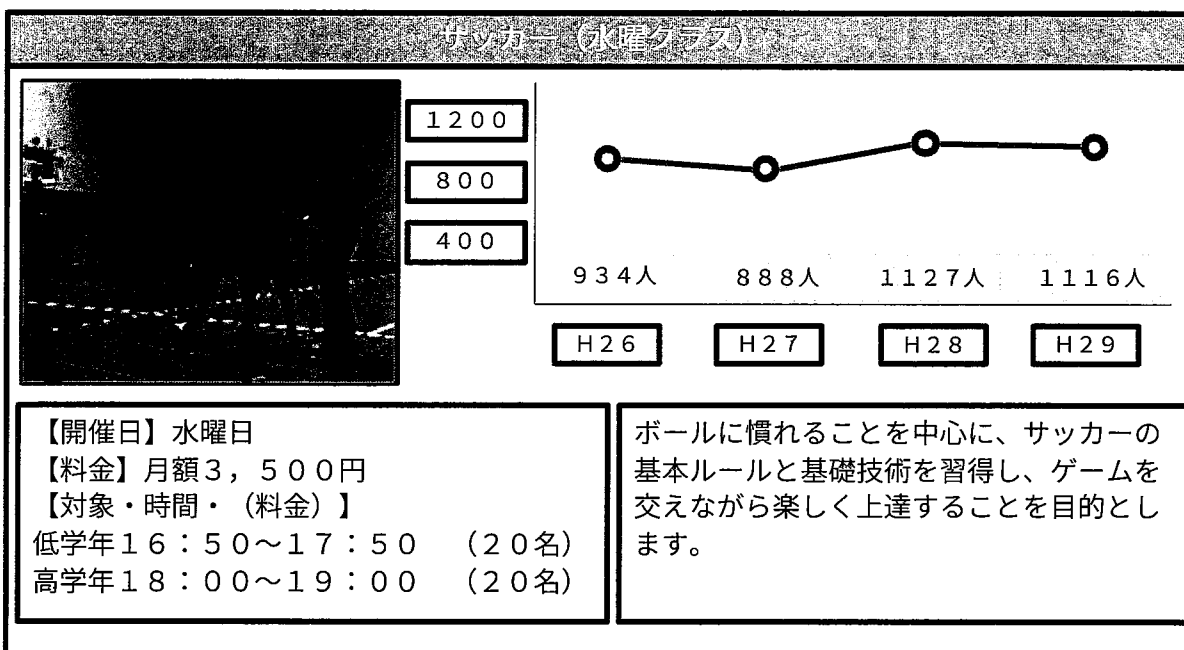 サッカー（水曜クラス）
１２００
８００
４００
９３４人 ８８８人 １１２７人 １１１６人
Ｈ２６ Ｈ２７ Ｈ２８ Ｈ２９
【開催日】水曜日
【料金】月額３，５００円
【対象・時間・（料金）】
低学年１６：５０～１７：５０　（２０名）
高学年１８：００～１９：００　（２０名）
ボールに慣れることを中心に、サッカーの
基本ルールと基礎技術を習得し、ゲームを
交えながら楽しく上達することを目的とし
ます。